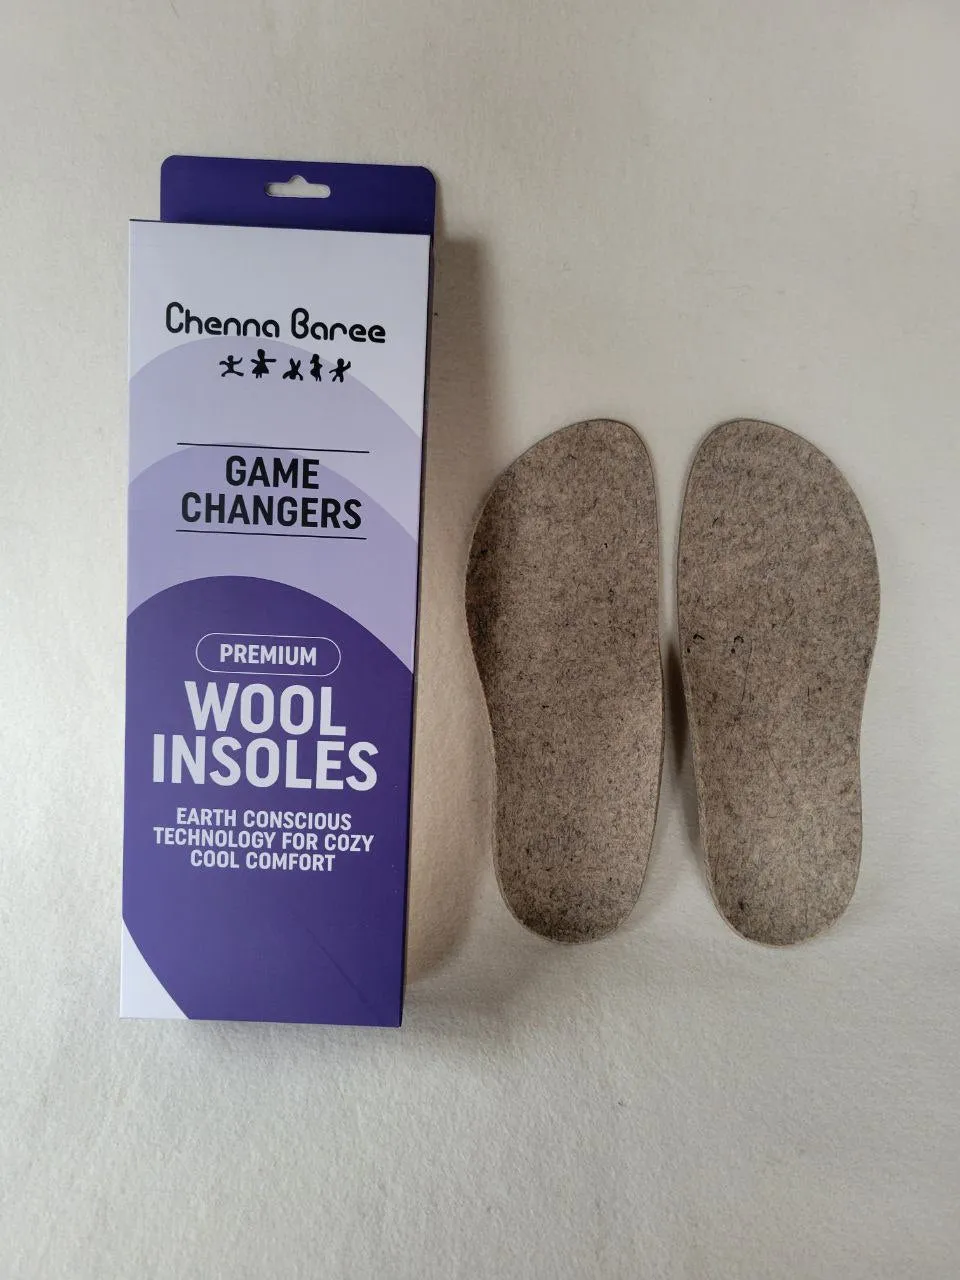 Chenna Baree
GAME
CHANGERS
PREMIUM
WOOL
INSOLES
EARTH CONSCIOUS
TECHNOLOGY FOR COZY
COOL COMFORT